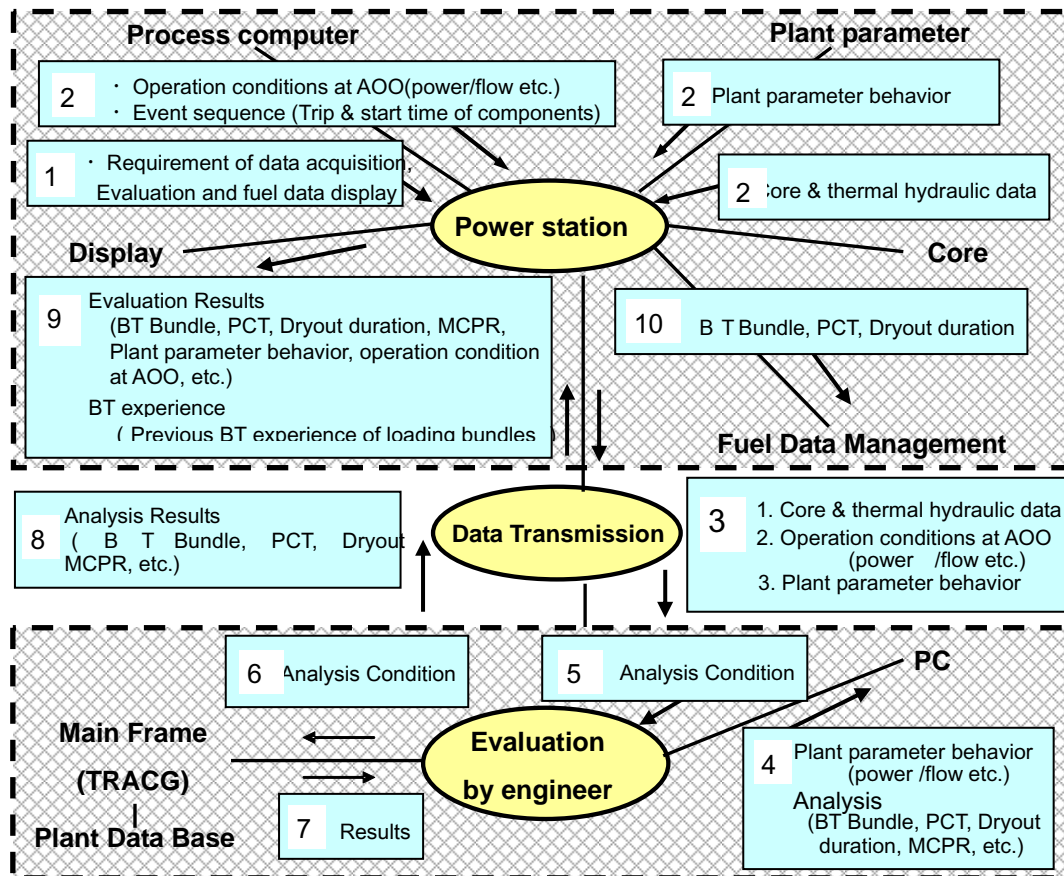 Process computer
Plant parameter
2
・ Operation conditions at AOO(power/flow etc.)
・ Event sequence (Trip & start time of components)
2 Plant parameter behavior
1
・ Requirement of data acquisition,
Evaluation and fuel data display
2 Core & thermal hydraulic data
Power station
Display
Core
9
Evaluation Results
(BT Bundle, PCT, Dryout duration, MCPR,
Plant parameter behavior, operation condition
at AOO, etc.)
BT experience
( Previous BT experience of loading bundles )
10 B T Bundle, PCT, Dryout duration
Fuel Data Management
8
Analysis Results
( B T Bundle, PCT, Dryout
MCPR, etc.)
Data Transmission
3
1. Core & thermal hydraulic data
2. Operation conditions at AOO
(power /flow etc.)
3. Plant parameter behavior
6 Analysis Condition
5 Analysis Condition
PC
Main Frame
(TRACG)
Plant Data Base
Evaluation
by engineer
7 Results
4
Plant parameter behavior
(power /flow etc.)
Analysis
(BT Bundle, PCT, Dryout
duration, MCPR, etc.)